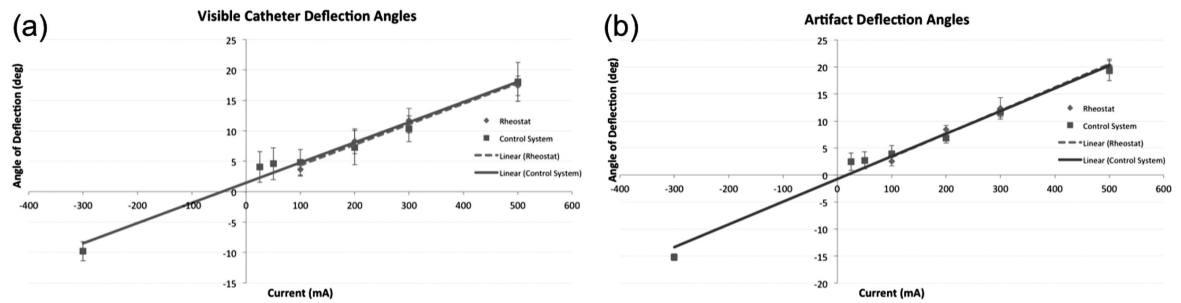 (a)
Visible Catheter Deflection Angles
Angle of Deflection (deg)
25
20
15
10
5
0
-5
-10
-15
-400 -300 -200 -100 0 100 200 300 400 500 600
Rheostat
Control System
Linear (Rheostat)
Linear (Control System)
Current (mA)
(b)
Artifact Deflection Angles
Angle of Deflection (deg)
25
20
15
10
5
0
-5
-10
-15
-20
-400 -300 -200 -100 0 100 200 300 400 500 600
Rheostat
Control System
Linear (Rheostat)
Linear (Control System)
Current (mA)